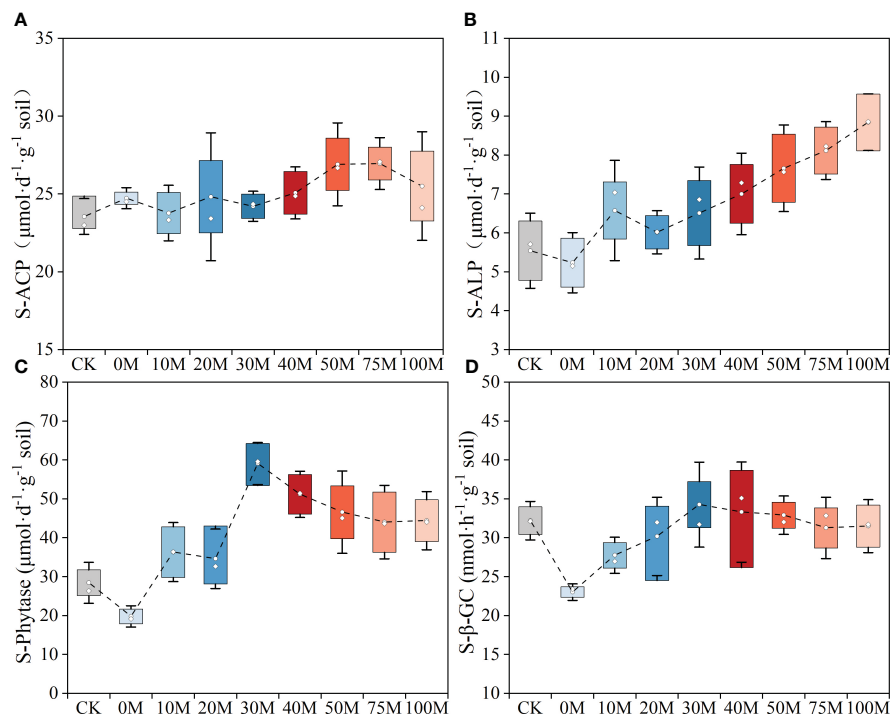 A
35
30
25
20
15
S-ACP（μmol·d⁻¹·g⁻¹ soil)
CK 0M 10M 20M 30M 40M 50M 75M 100M
B
11
10
9
8
7
6
5
4
3
S-ALP（μmol·d⁻¹·g⁻¹ soil)
CK 0M 10M 20M 30M 40M 50M 75M 100M
C
80
70
60
50
40
30
20
10
0
S-Phytase (μmol·d⁻¹·g⁻¹ soil)
CK 0M 10M 20M 30M 40M 50M 75M 100M
D
50
45
40
35
30
25
20
15
10
S-β-GC (nmol·h⁻¹·g⁻¹ soil)
CK 0M 10M 20M 30M 40M 50M 75M 100M